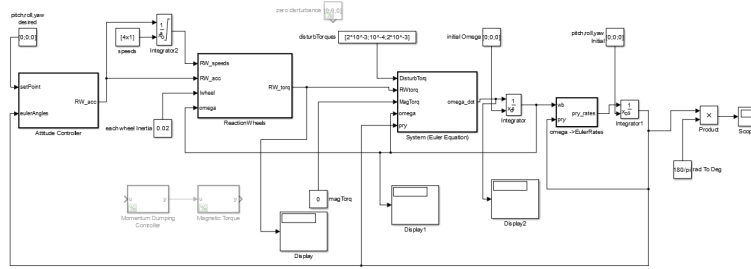 pitch,roll,yaw
desired
[0;0;0]
[4x1]
speeds
Integrator2
zero disturbance
[0;0;0]
disturbTorques
[2*10^-3;10^-4;2*10^-3]
initial Omega
[0;0;0]
pitch,roll,yaw
Initial
[0;0;0]
setPoint
eulerAngles
RW_acc
Attitude Controller
each wheel Inertia
0.02
RW_speeds
RW_acc
Iwheel
omega
RW_torq
ReactionWheels
DisturbTorq
RWtorq
MagTorq
omega
pry
omega_dot
System (Euler Equation)
Integrator
wb
pry
pry_rates
omega ->EulerRates
Integrator1
Product
Scop
180/pi
rad To Deg
u
y
Momentum Dumping
Controller
u
y
Magnetic Torque
0
magTorq
Display
Display1
Display2